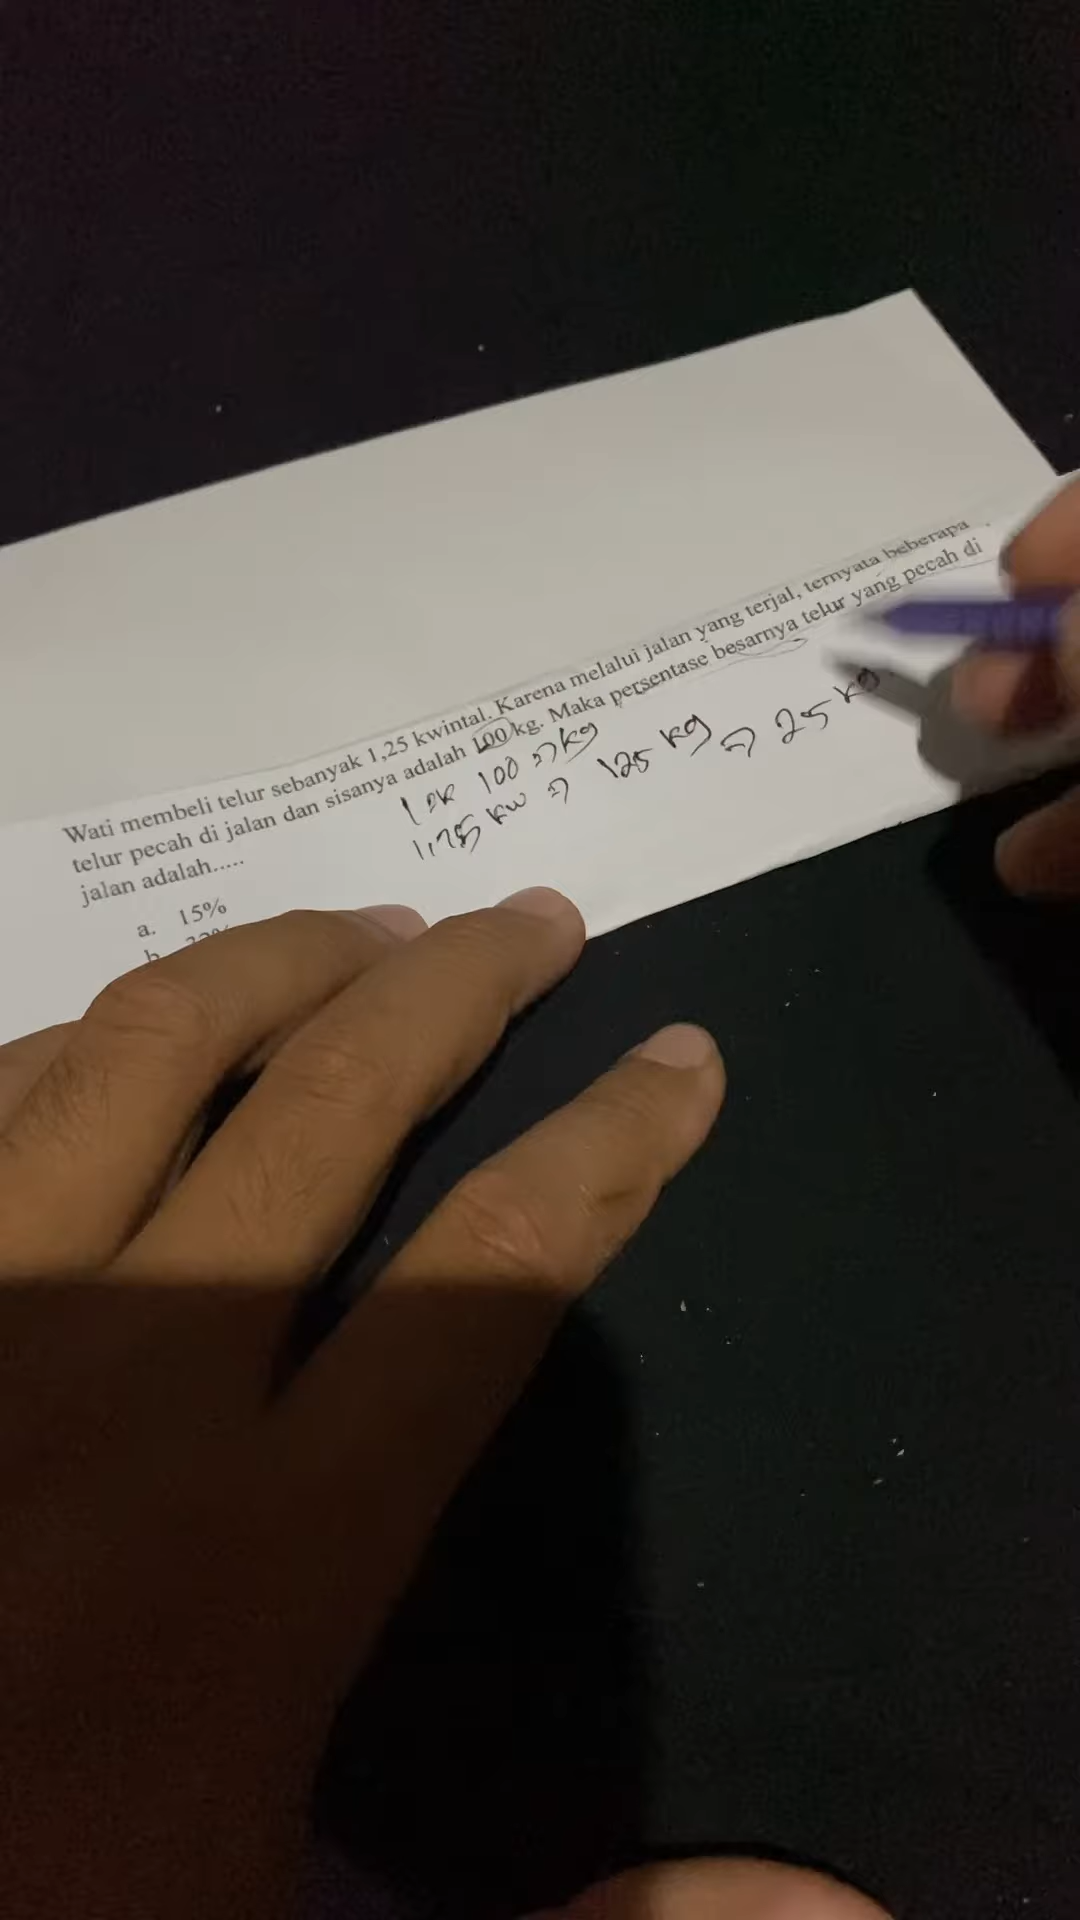 Wati membeli telur sebanyak 1,25 kwintal. Karena melalui jalan yang terjal, ternyata beberapa
telur pecah di jalan dan sisanya adalah 100 kg. Maka persentase besarnya telur yang pecah di
jalan adalah.....
100 => kg
1,25 kw => 125 kg => 25 kg
a. 15%
b.